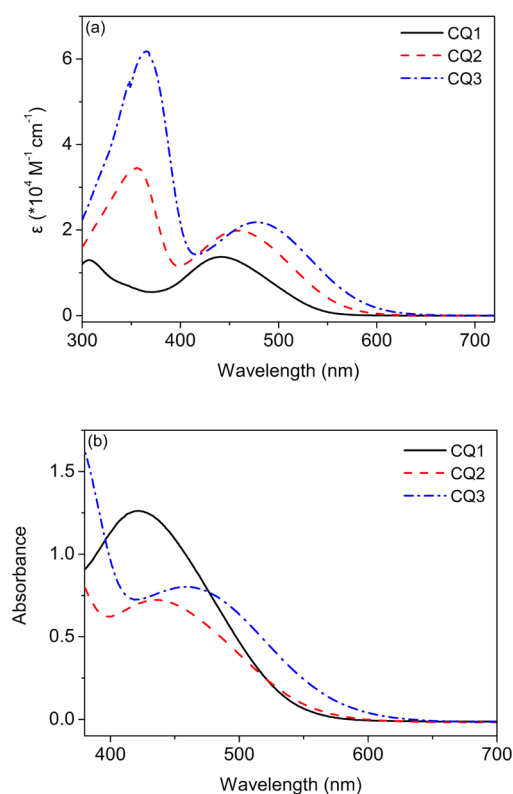 (a)
CQ1
CQ2
CQ3
6
4
2
0
ε (*10⁴ M⁻¹ cm⁻¹)
300 400 500 600 700
Wavelength (nm)
(b)
CQ1
CQ2
CQ3
1.5
1.0
0.5
0.0
Absorbance
400 500 600 700
Wavelength (nm)